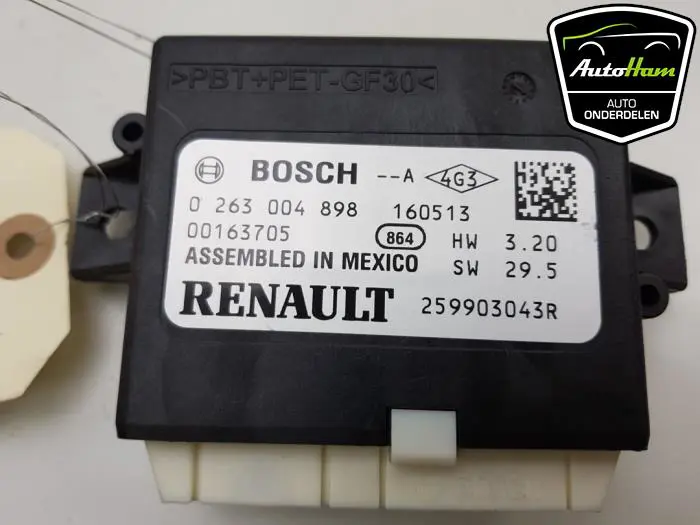 >PBT+PET-GF30<
AutoHam
AUTO
ONDERDELEN
BOSCH --A 4G3
0 263 004 898 160513
00163705 864 HW 3.20
ASSEMBLED IN MEXICO SW 29.5
RENAULT 259903043R